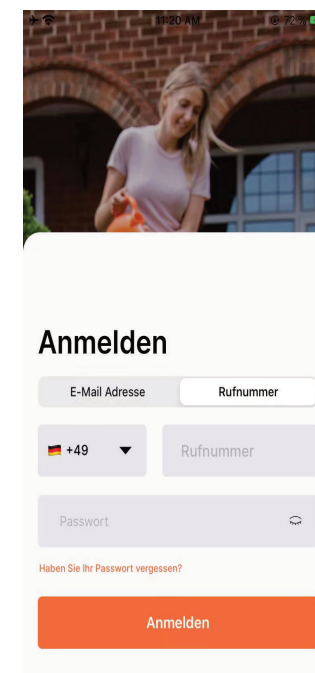 11:20 AM 72 %
Anmelden
E-Mail Adresse Rufnummer
+49 Rufnummer
Passwort
Haben Sie Ihr Passwort vergessen?
Anmelden